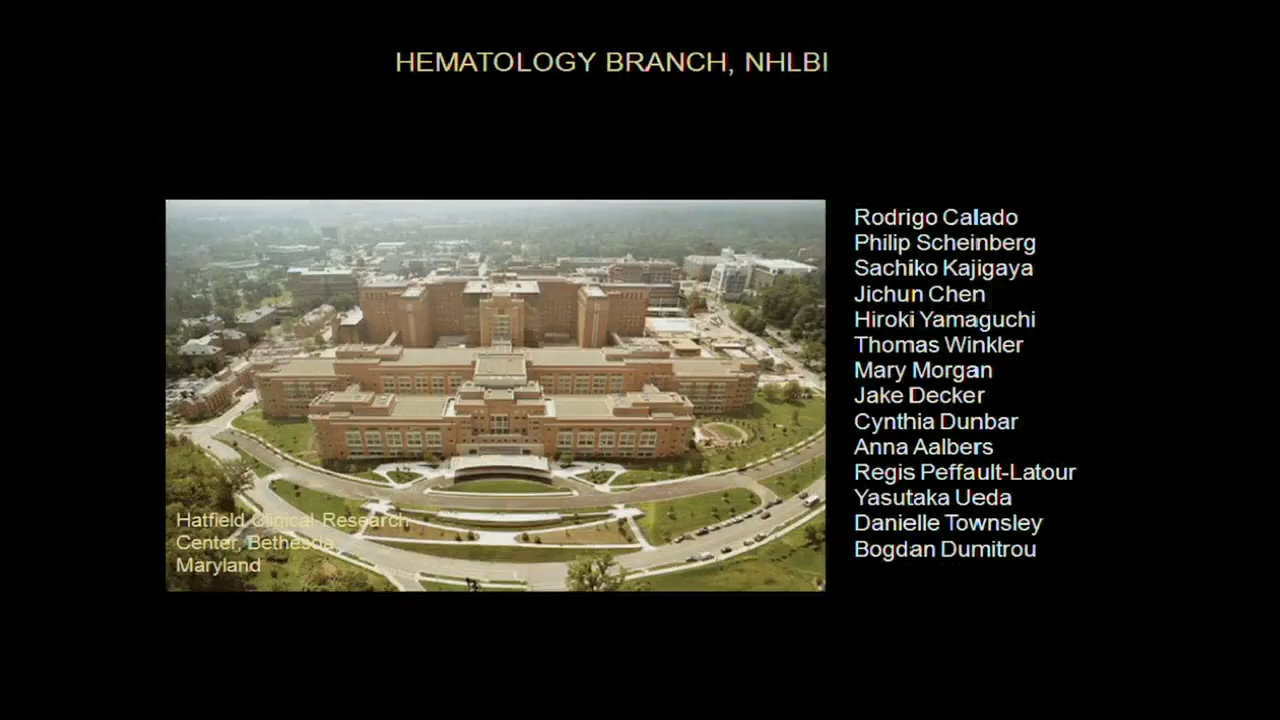 HEMATOLOGY BRANCH, NHLBI
Rodrigo Calado
Philip Scheinberg
Sachiko Kajigaya
Jichun Chen
Hiroki Yamaguchi
Thomas Winkler
Mary Morgan
Jake Decker
Cynthia Dunbar
Anna Aalbers
Regis Peffault-Latour
Yasutaka Ueda
Danielle Townsley
Bogdan Dumitrou
Hatfield Clinical Research
Center, Bethesda
Maryland